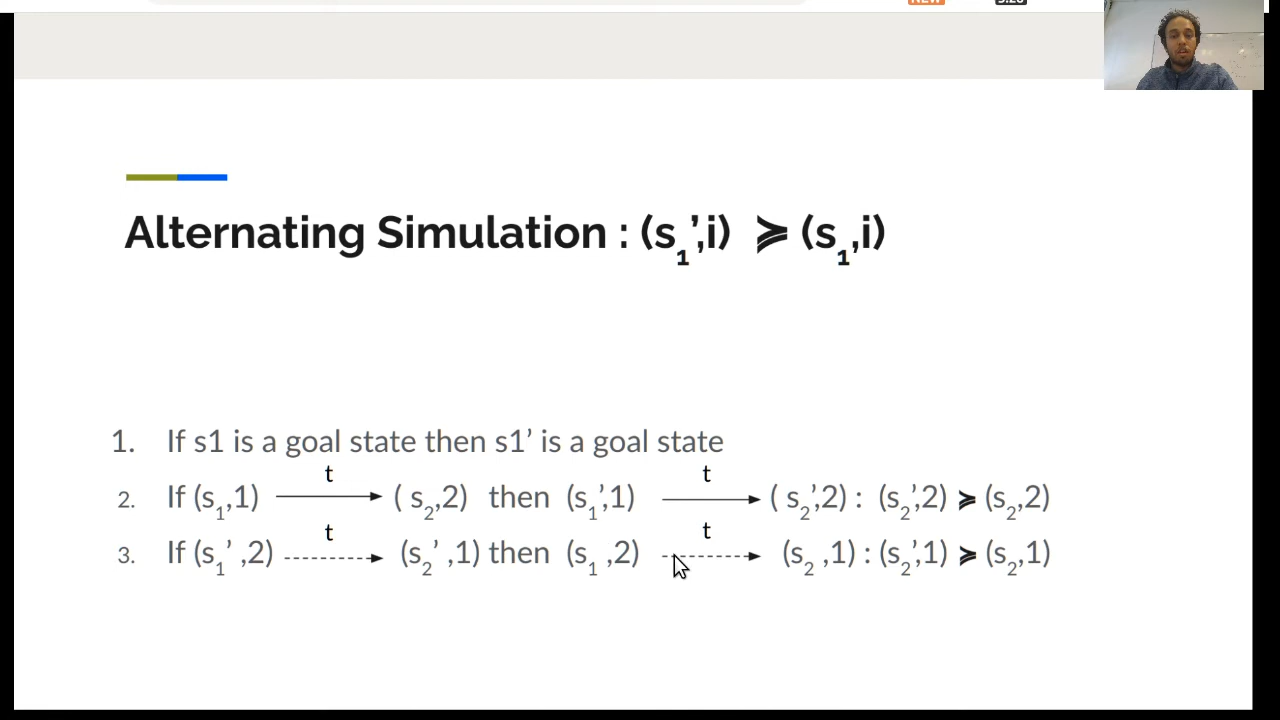 NEW
Alternating Simulation : (s₁’,i) ≽ (s₁,i)
1. If s1 is a goal state then s1’ is a goal state
t t
2. If (s₁,1) ( s₂,2) then (s₁’,1) ( s₂’,2) : (s₂’,2) ≽ (s₂,2)
t t
3. If (s₁’ ,2) (s₂’ ,1) then (s₁ ,2) (s₂ ,1) : (s₂’,1) ≽ (s₂,1)